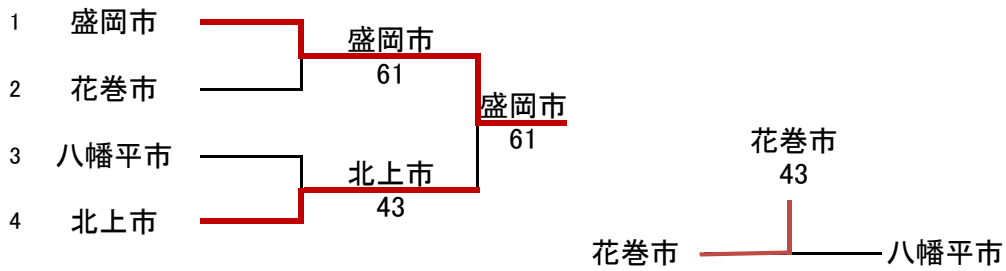 1 盛岡市
盛岡市
61
2 花巻市
盛岡市
61
3 八幡平市
北上市
43
4 北上市
花巻市
43
花巻市 八幡平市